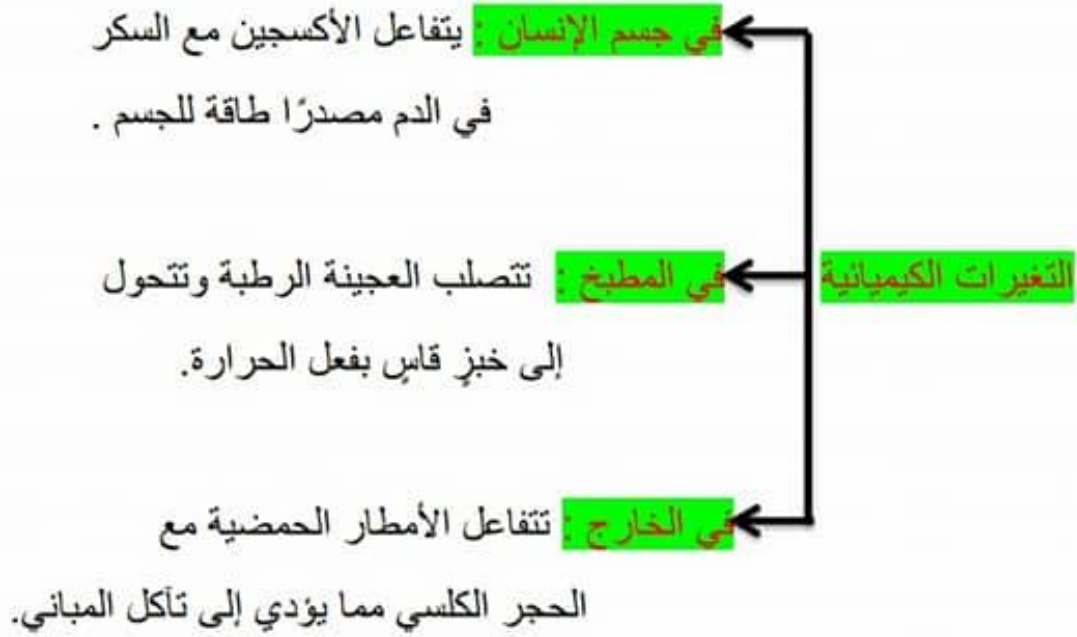 في جسم الإنسان : يتفاعل الأكسجين مع السكر
في الدم مصدرًا طاقة للجسم .
التغيرات الكيميائية
في المطبخ : تتصلب العجينة الرطبة وتتحول
إلى خبزٍ قاسٍ بفعل الحرارة.
في الخارج : تتفاعل الأمطار الحمضية مع
الحجر الكلسي مما يؤدي إلى تآكل المباني.